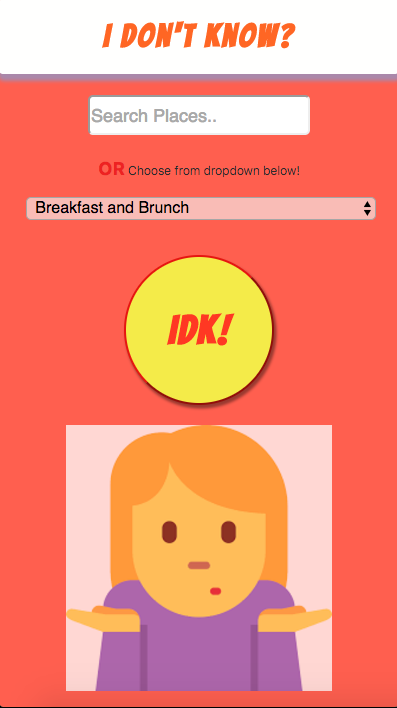 I DON'T KNOW?
Search Places..
OR Choose from dropdown below!
Breakfast and Brunch
IDK!